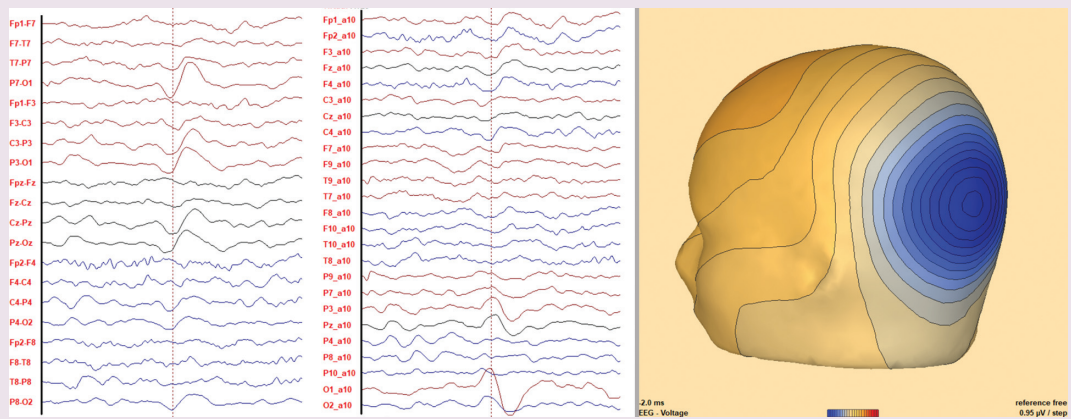 Fp1-F7
F7-T7
T7-P7
P7-O1
Fp1-F3
F3-C3
C3-P3
P3-O1
Fpz-Fz
Fz-Cz
Cz-Pz
Pz-Oz
Fp2-F4
F4-C4
C4-P4
P4-O2
Fp2-F8
F8-T8
T8-P8
P8-O2
Fp1_a10
Fp2_a10
F3_a10
Fz_a10
F4_a10
C3_a10
Cz_a10
C4_a10
F7_a10
F9_a10
T9_a10
T7_a10
F8_a10
F10_a10
T10_a10
T8_a10
P9_a10
P7_a10
P3_a10
Pz_a10
P4_a10
P8_a10
P10_a10
O1_a10
O2_a10
-2.0 ms
EEG - Voltage
reference free
0.95 µV / step